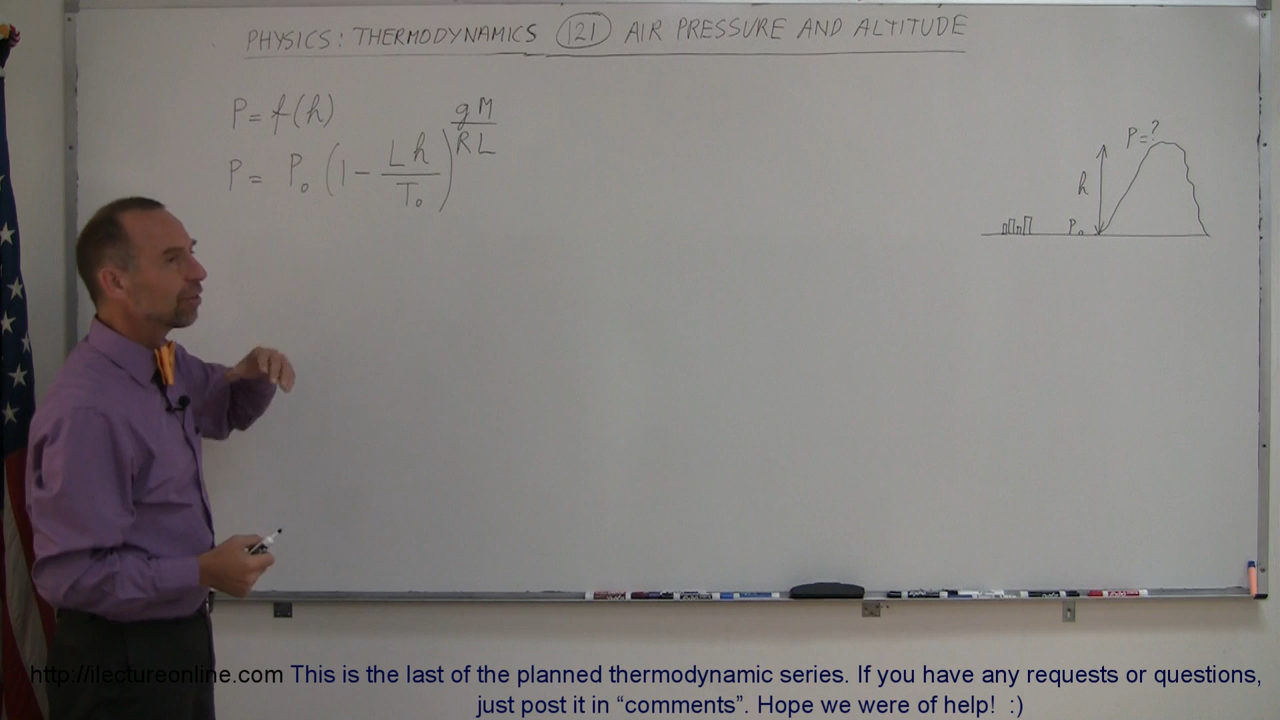 PHYSICS: THERMODYNAMICS (121) AIR PRESSURE AND ALTITUDE
P = f(h)
P = P₀ (1 - Lh/T₀)^(gM/RL)
P=?
h
P₀
http://ilectureonline.com This is the last of the planned thermodynamic series. If you have any requests or questions,
just post it in “comments”. Hope we were of help! :)